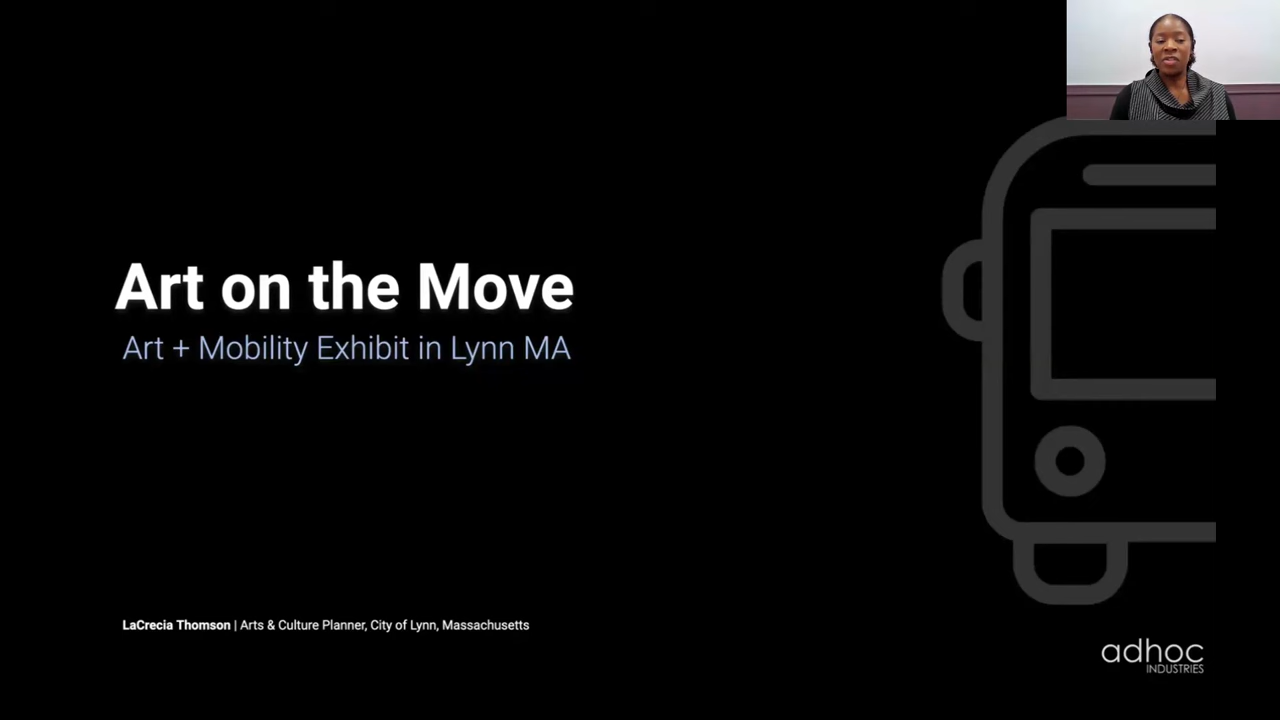 Art on the Move
Art + Mobility Exhibit in Lynn MA
LaCrecia Thomson | Arts & Culture Planner, City of Lynn, Massachusetts
adhoc
INDUSTRIES